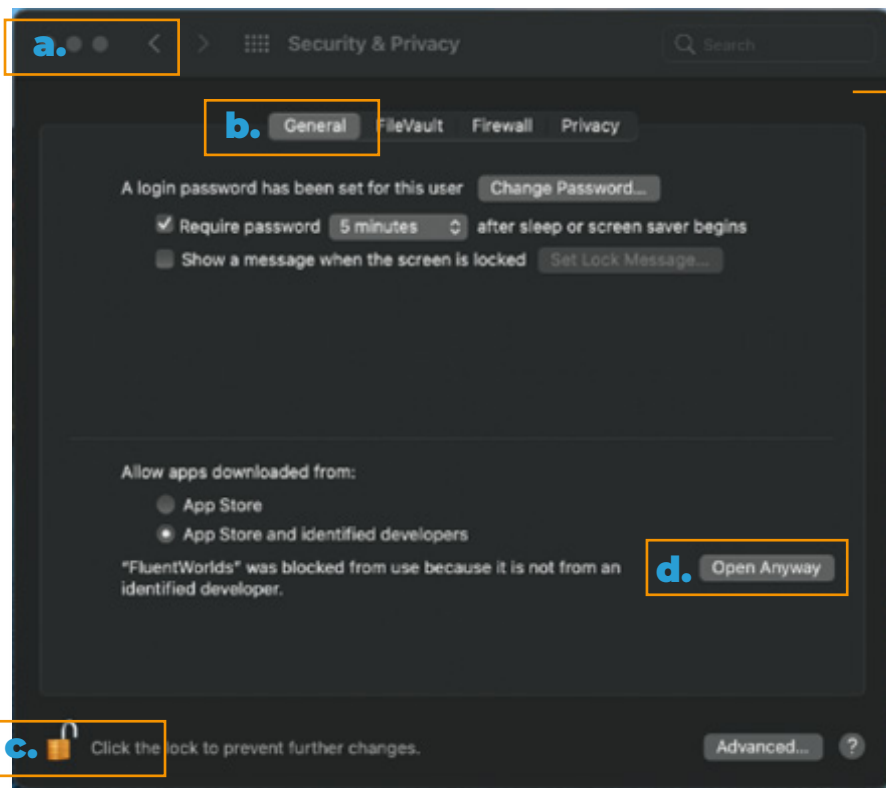 a. Security & Privacy Search
b. General FileVault Firewall Privacy
A login password has been set for this user Change Password...
Require password 5 minutes after sleep or screen saver begins
Show a message when the screen is locked Set Lock Message...
Allow apps downloaded from:
App Store
App Store and identified developers
"FluentWorlds" was blocked from use because it is not from an
identified developer.
d. Open Anyway
c. Click the lock to prevent further changes. Advanced... ?